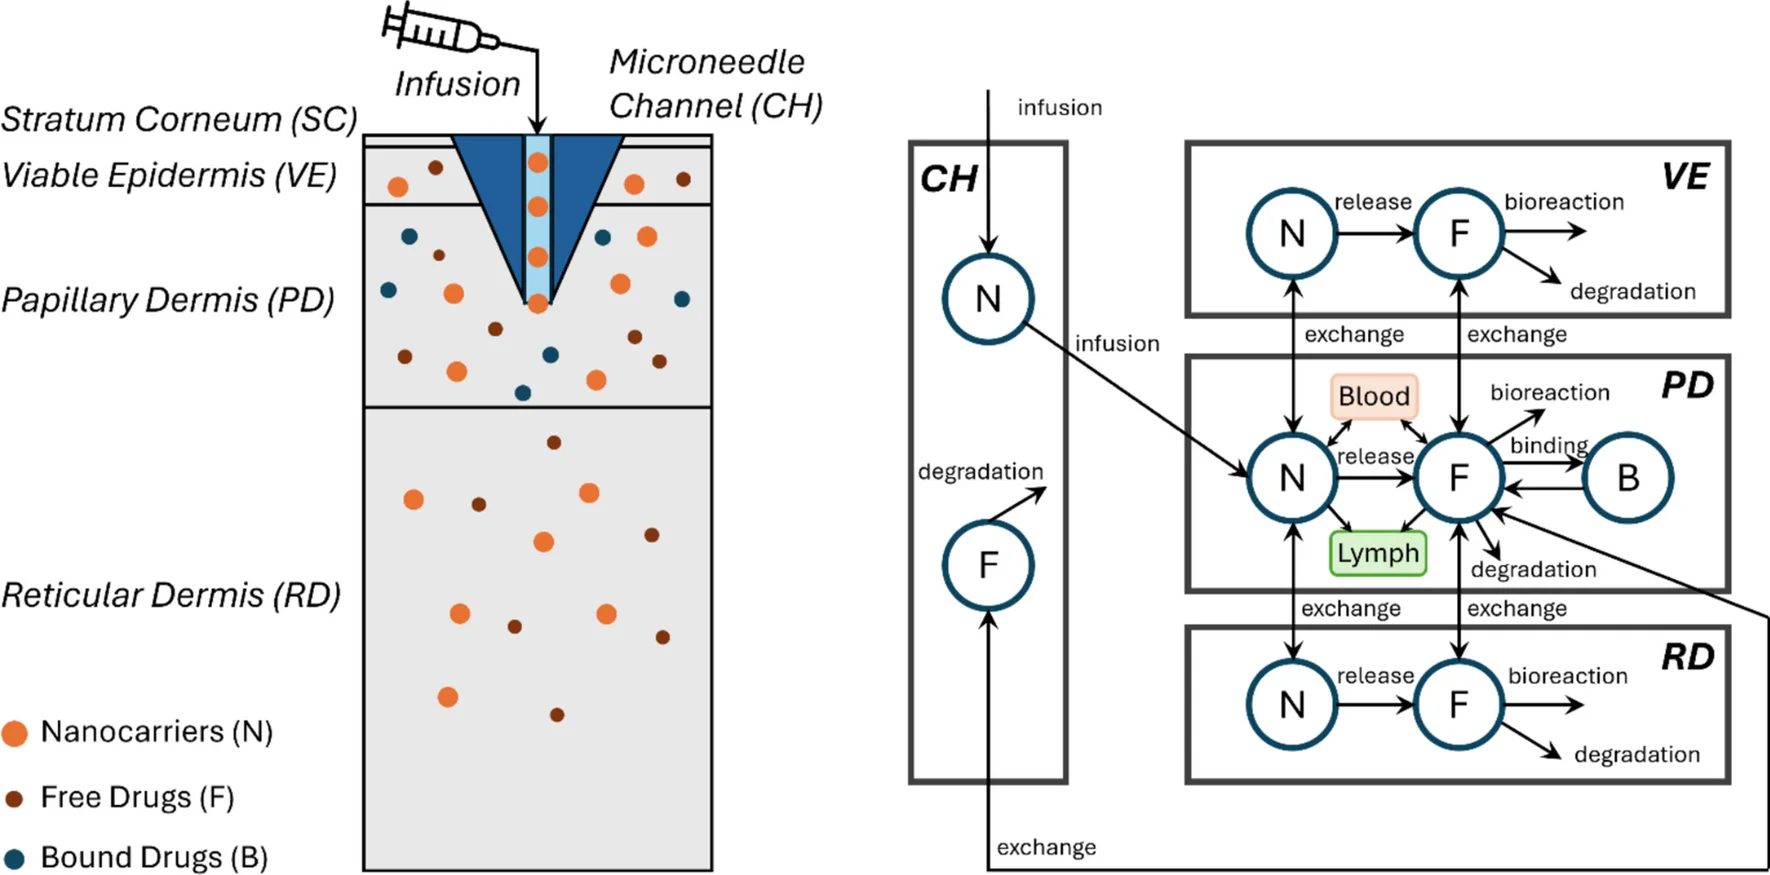 Infusion
Microneedle
Channel (CH)
Stratum Corneum (SC)
Viable Epidermis (VE)
Papillary Dermis (PD)
Reticular Dermis (RD)
Nanocarriers (N)
Free Drugs (F)
Bound Drugs (B)
infusion
CH
N
infusion
degradation
F
exchange
VE
N
release
F
bioreaction
degradation
exchange
exchange
PD
Blood
bioreaction
N
release
F
binding
B
Lymph
degradation
exchange
exchange
RD
N
release
F
bioreaction
degradation